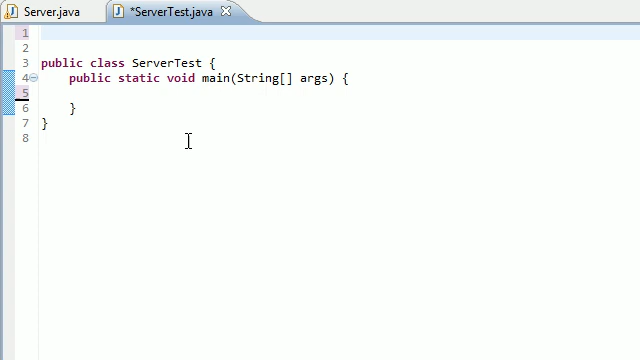 Server.java *ServerTest.java
1
2
3 public class ServerTest {
4 public static void main(String[] args) {
5
6 }
7 }
8